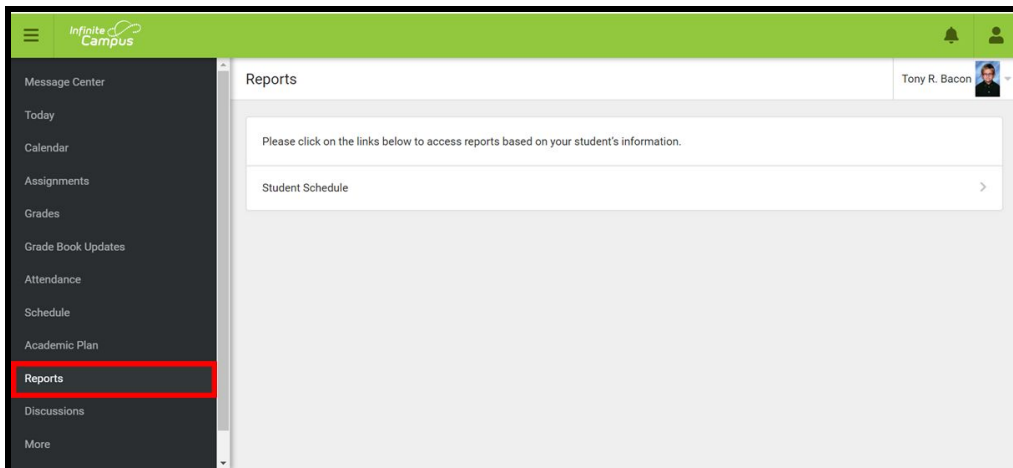 Infinite
Campus
Message Center
Today
Calendar
Assignments
Grades
Grade Book Updates
Attendance
Schedule
Academic Plan
Reports
Discussions
More
Reports
Tony R. Bacon
Please click on the links below to access reports based on your student's information.
Student Schedule